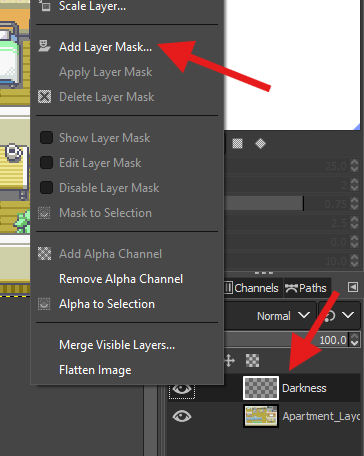 Scale Layer...
Add Layer Mask...
Apply Layer Mask
Delete Layer Mask
Show Layer Mask
Edit Layer Mask
Disable Layer Mask
Mask to Selection
Add Alpha Channel
Remove Alpha Channel
Alpha to Selection
Merge Visible Layers...
Flatten Image
25.0
2
0.75
2.5
0.0
10.0
Channels
Paths
Normal
100.0
Darkness
Apartment_Layo